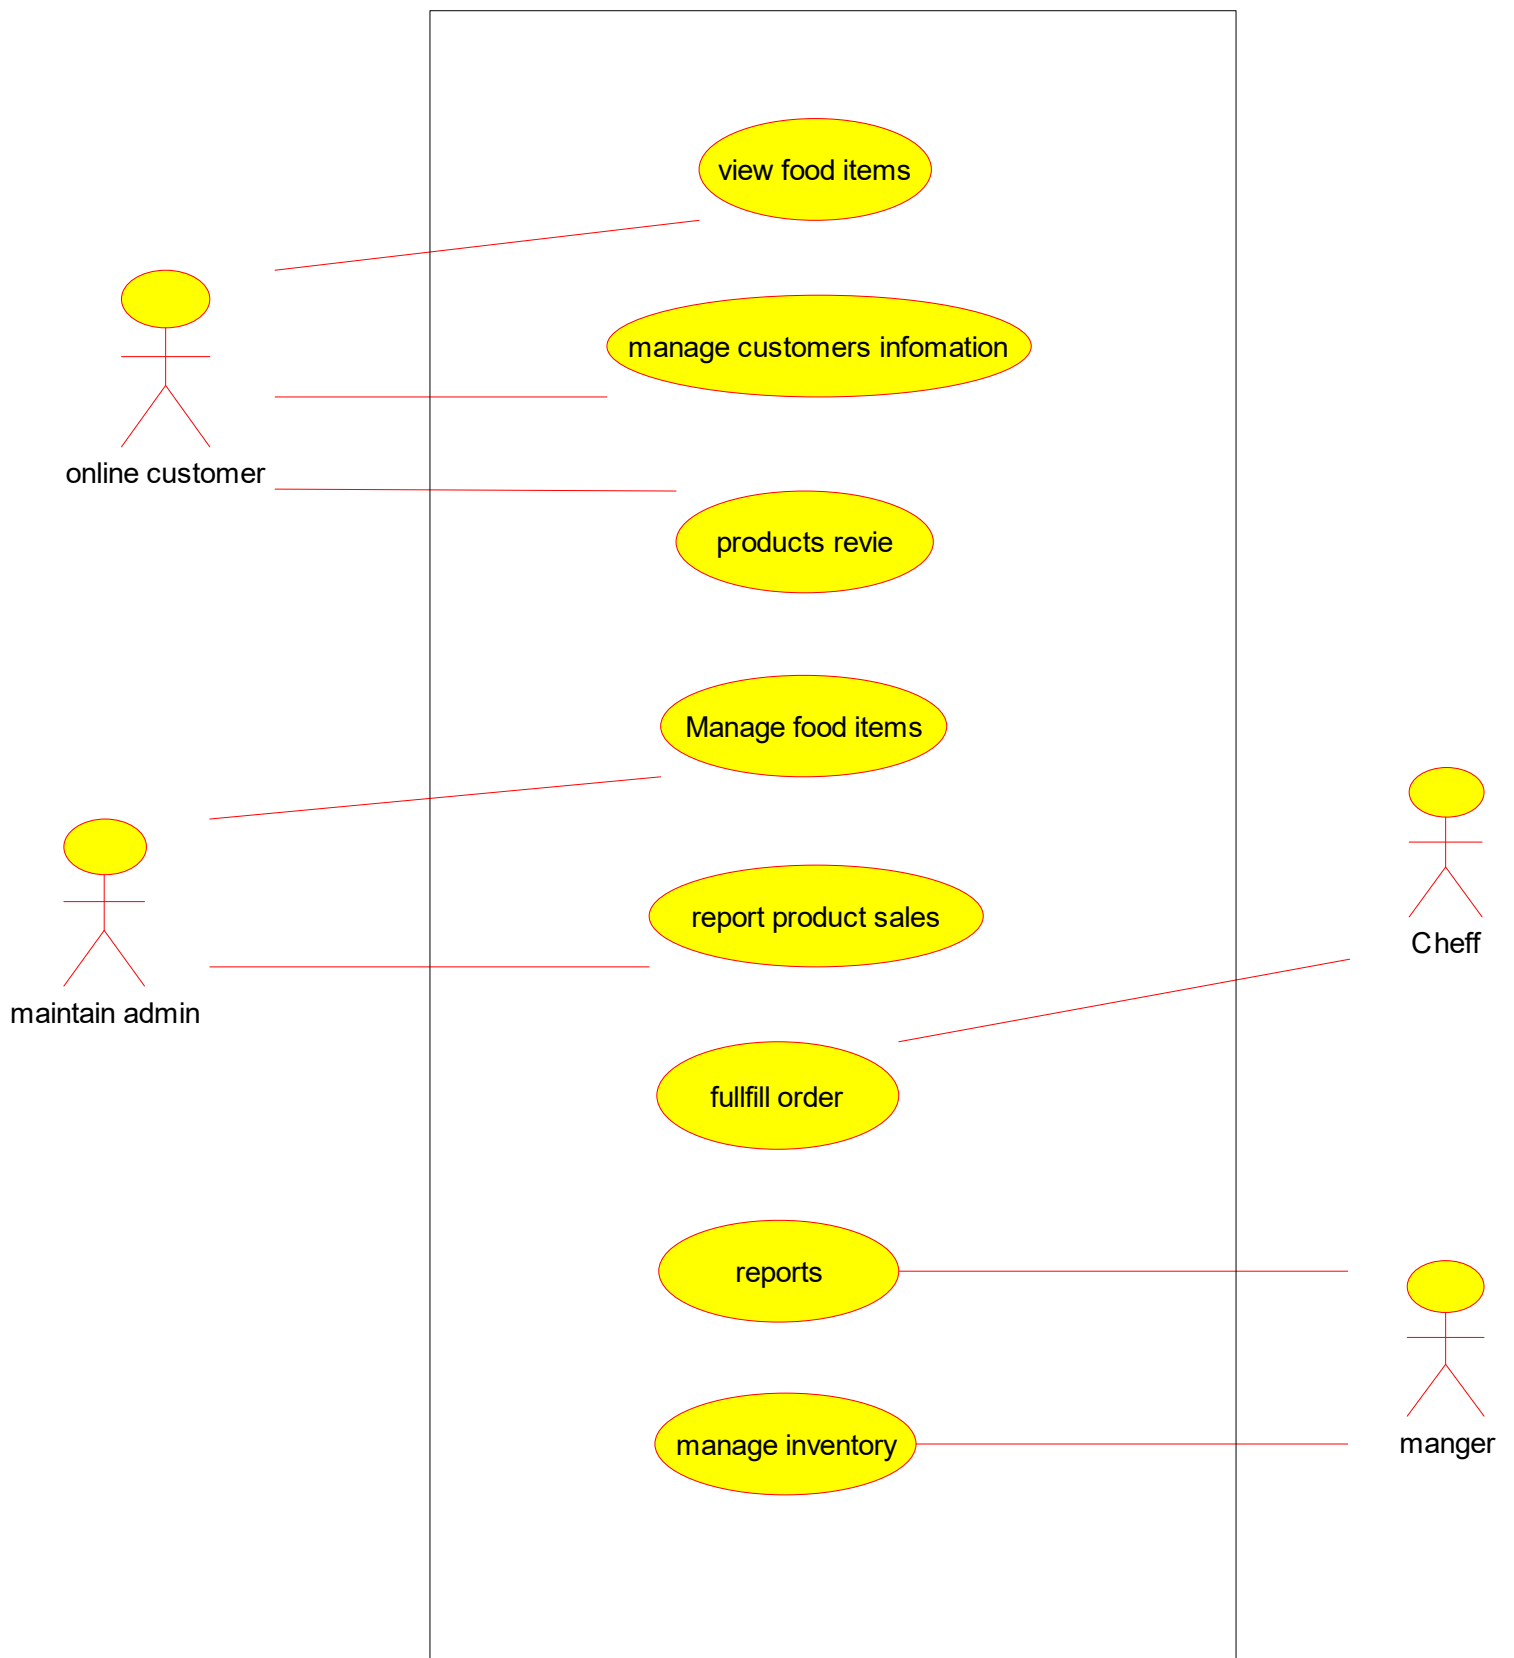 view food items
manage customers infomation
online customer
products revie
Manage food items
report product sales
Cheff
maintain admin
fullfill order
reports
manage inventory
manger